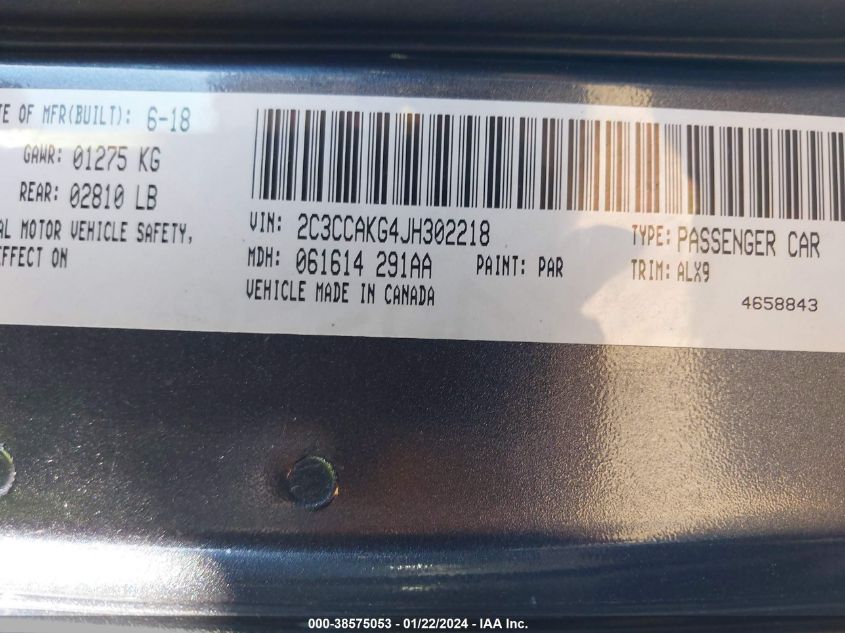 TE OF MFR(BUILT): 6-18
GAWR: 01275 KG
REAR: 02810 LB
AL MOTOR VEHICLE SAFETY,
EFFECT ON
VIN: 2C3CCAKG4JH302218
TYPE: PASSENGER CAR
MDH: 061614 291AA
PAINT: PAR
TRIM: ALX9
VEHICLE MADE IN CANADA
4658843
000-38575053 - 01/22/2024 - IAA Inc.